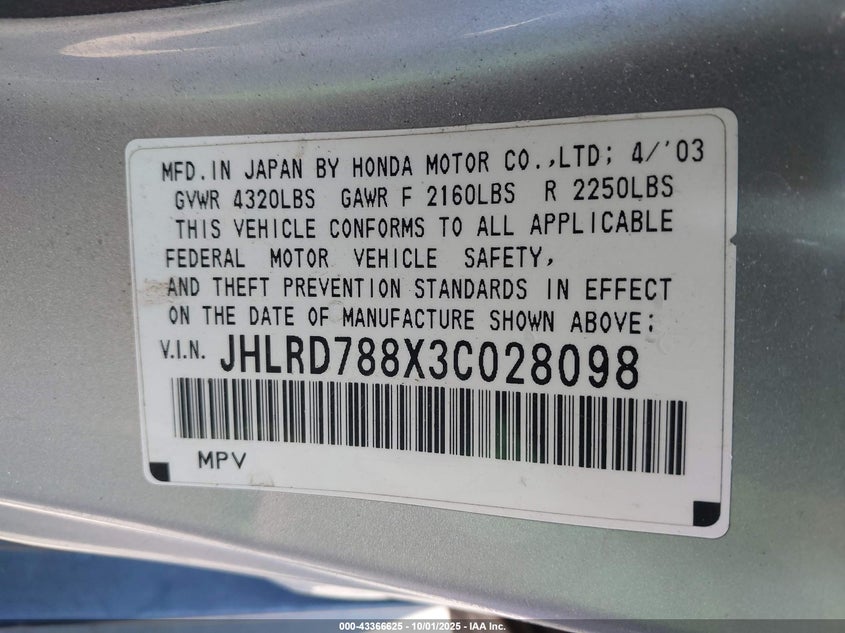 MFD.IN JAPAN BY HONDA MOTOR CO.,LTD; 4/'03
GVWR 4320LBS GAWR F 2160LBS R 2250LBS
THIS VEHICLE CONFORMS TO ALL APPLICABLE
FEDERAL MOTOR VEHICLE SAFETY,
AND THEFT PREVENTION STANDARDS IN EFFECT
ON THE DATE OF MANUFACTURE SHOWN ABOVE;
V.I.N. JHLRD788X3C028098
MPV
000-43366625 - 10/01/2025 - IAA Inc.